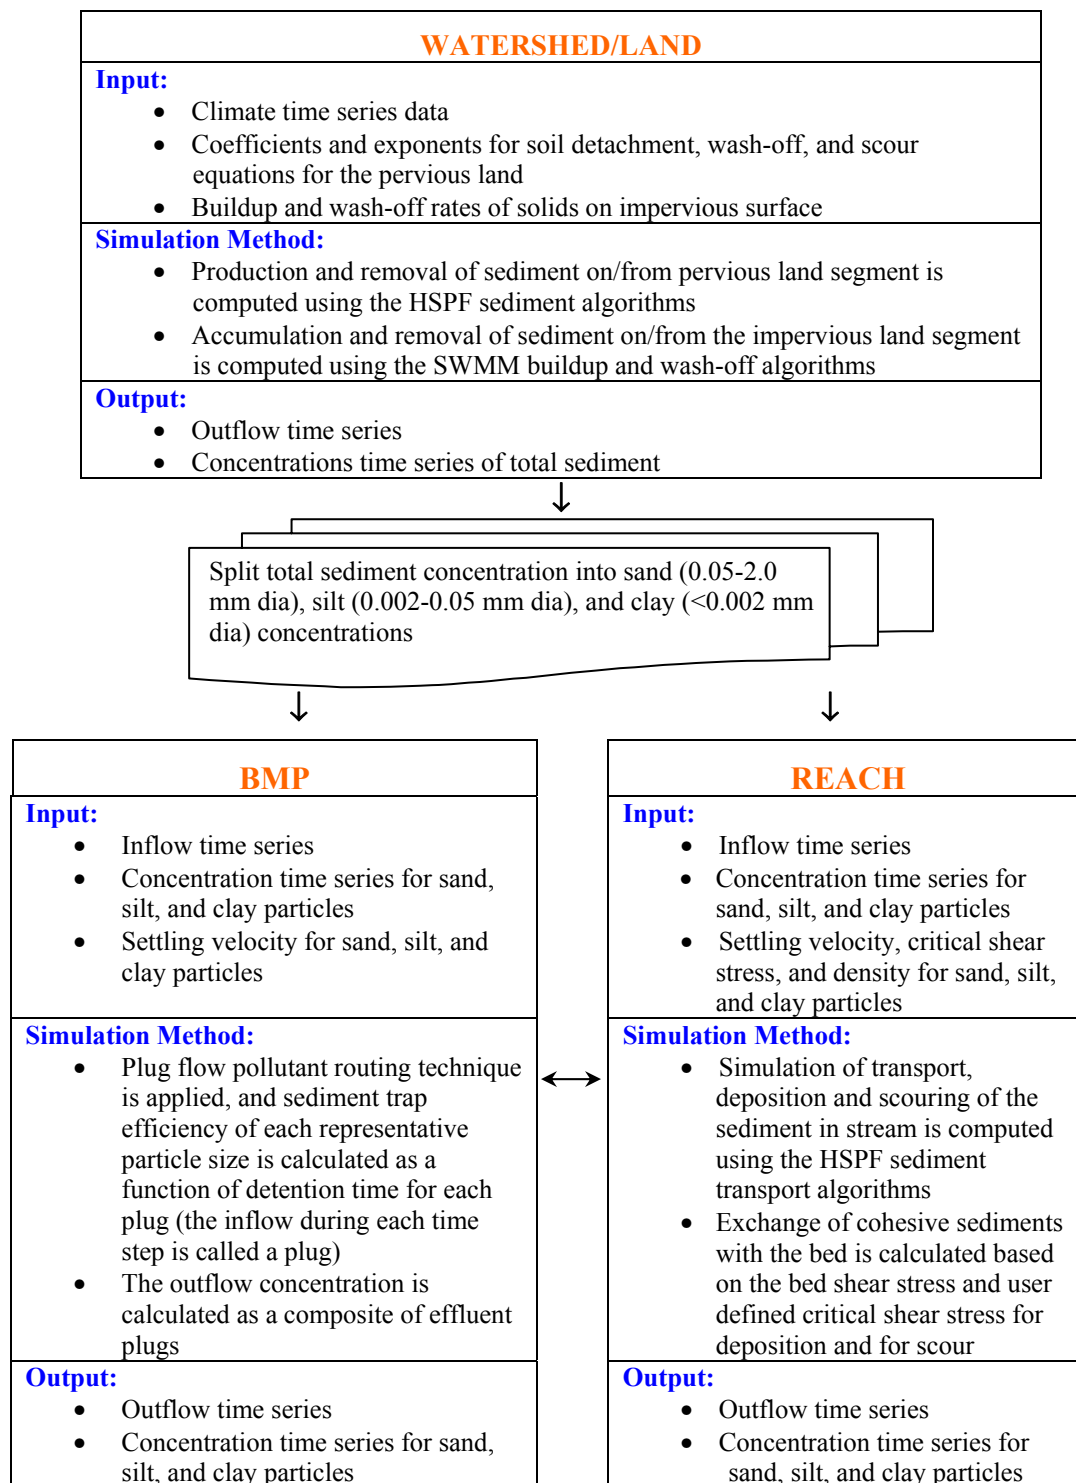 WATERSHED/LAND
Input:
• Climate time series data
• Coefficients and exponents for soil detachment, wash-off, and scour
equations for the pervious land
• Buildup and wash-off rates of solids on impervious surface
Simulation Method:
• Production and removal of sediment on/from pervious land segment is
computed using the HSPF sediment algorithms
• Accumulation and removal of sediment on/from the impervious land segment
is computed using the SWMM buildup and wash-off algorithms
Output:
• Outflow time series
• Concentrations time series of total sediment
Split total sediment concentration into sand (0.05-2.0
mm dia), silt (0.002-0.05 mm dia), and clay (<0.002 mm
dia) concentrations
BMP
Input:
• Inflow time series
• Concentration time series for sand,
silt, and clay particles
• Settling velocity for sand, silt, and
clay particles
Simulation Method:
• Plug flow pollutant routing technique
is applied, and sediment trap
efficiency of each representative
particle size is calculated as a
function of detention time for each
plug (the inflow during each time
step is called a plug)
• The outflow concentration is
calculated as a composite of effluent
plugs
Output:
• Outflow time series
• Concentration time series for sand,
silt, and clay particles
REACH
Input:
• Inflow time series
• Concentration time series for
sand, silt, and clay particles
• Settling velocity, critical shear
stress, and density for sand, silt,
and clay particles
Simulation Method:
• Simulation of transport,
deposition and scouring of the
sediment in stream is computed
using the HSPF sediment
transport algorithms
• Exchange of cohesive sediments
with the bed is calculated based
on the bed shear stress and user
defined critical shear stress for
deposition and for scour
Output:
• Outflow time series
• Concentration time series for
sand, silt, and clay particles